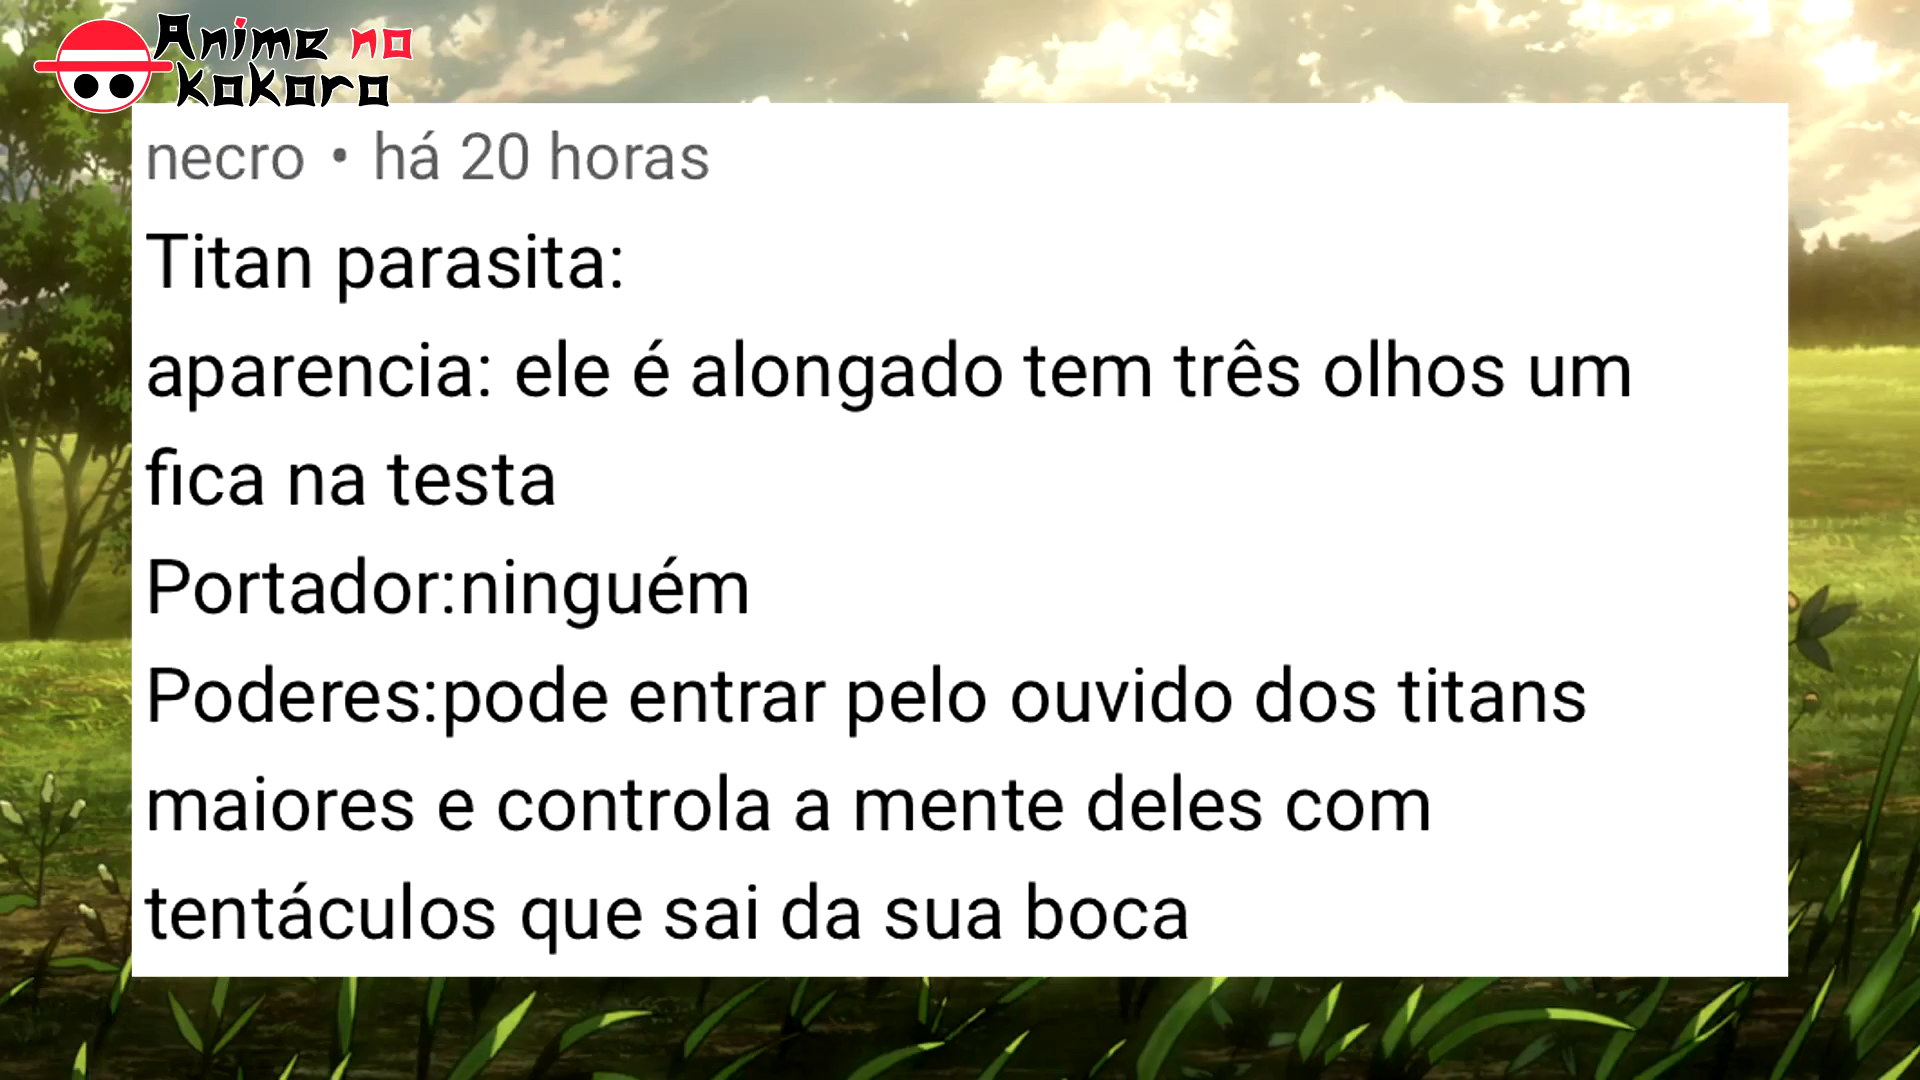 Anime no
kokoro
necro • há 20 horas
Titan parasita:
aparencia: ele é alongado tem três olhos um
fica na testa
Portador:ninguém
Poderes:pode entrar pelo ouvido dos titans
maiores e controla a mente deles com
tentáculos que sai da sua boca